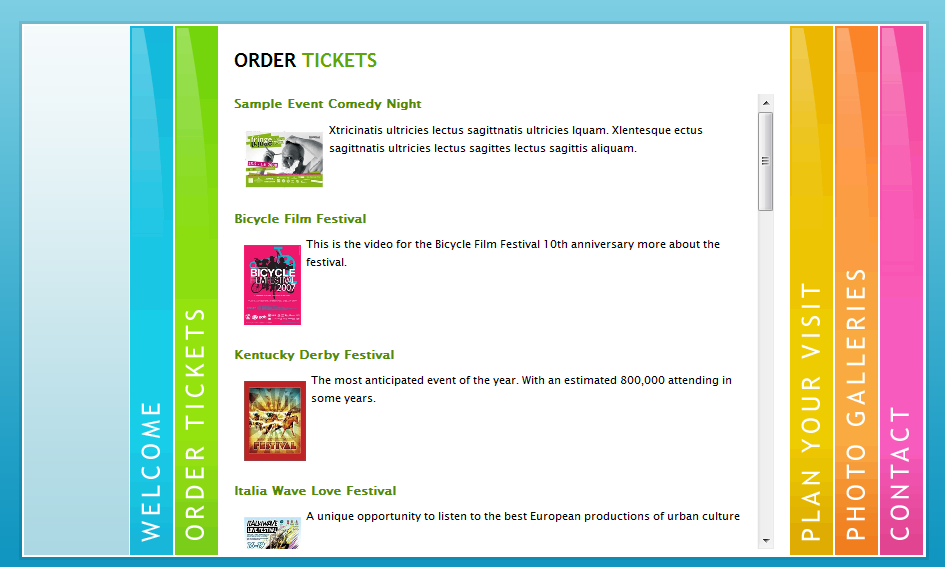 WELCOME
ORDER TICKETS
ORDER TICKETS
Sample Event Comedy Night
fringe
Xtricinatis ultricies lectus sagittnatis ultricies lquam. Xlentesque ectus
sagittnatis ultricies lectus sagittes lectus sagittis aliquam.
Bicycle Film Festival
BICYCLE
FILM FESTIVAL
2007
This is the video for the Bicycle Film Festival 10th anniversary more about the
festival.
Kentucky Derby Festival
FESTIVAL
The most anticipated event of the year. With an estimated 800,000 attending in
some years.
Italia Wave Love Festival
ITALIAWAVE
LOVE FESTIVAL
A unique opportunity to listen to the best European productions of urban culture
PLAN YOUR VISIT
PHOTO GALLERIES
CONTACT